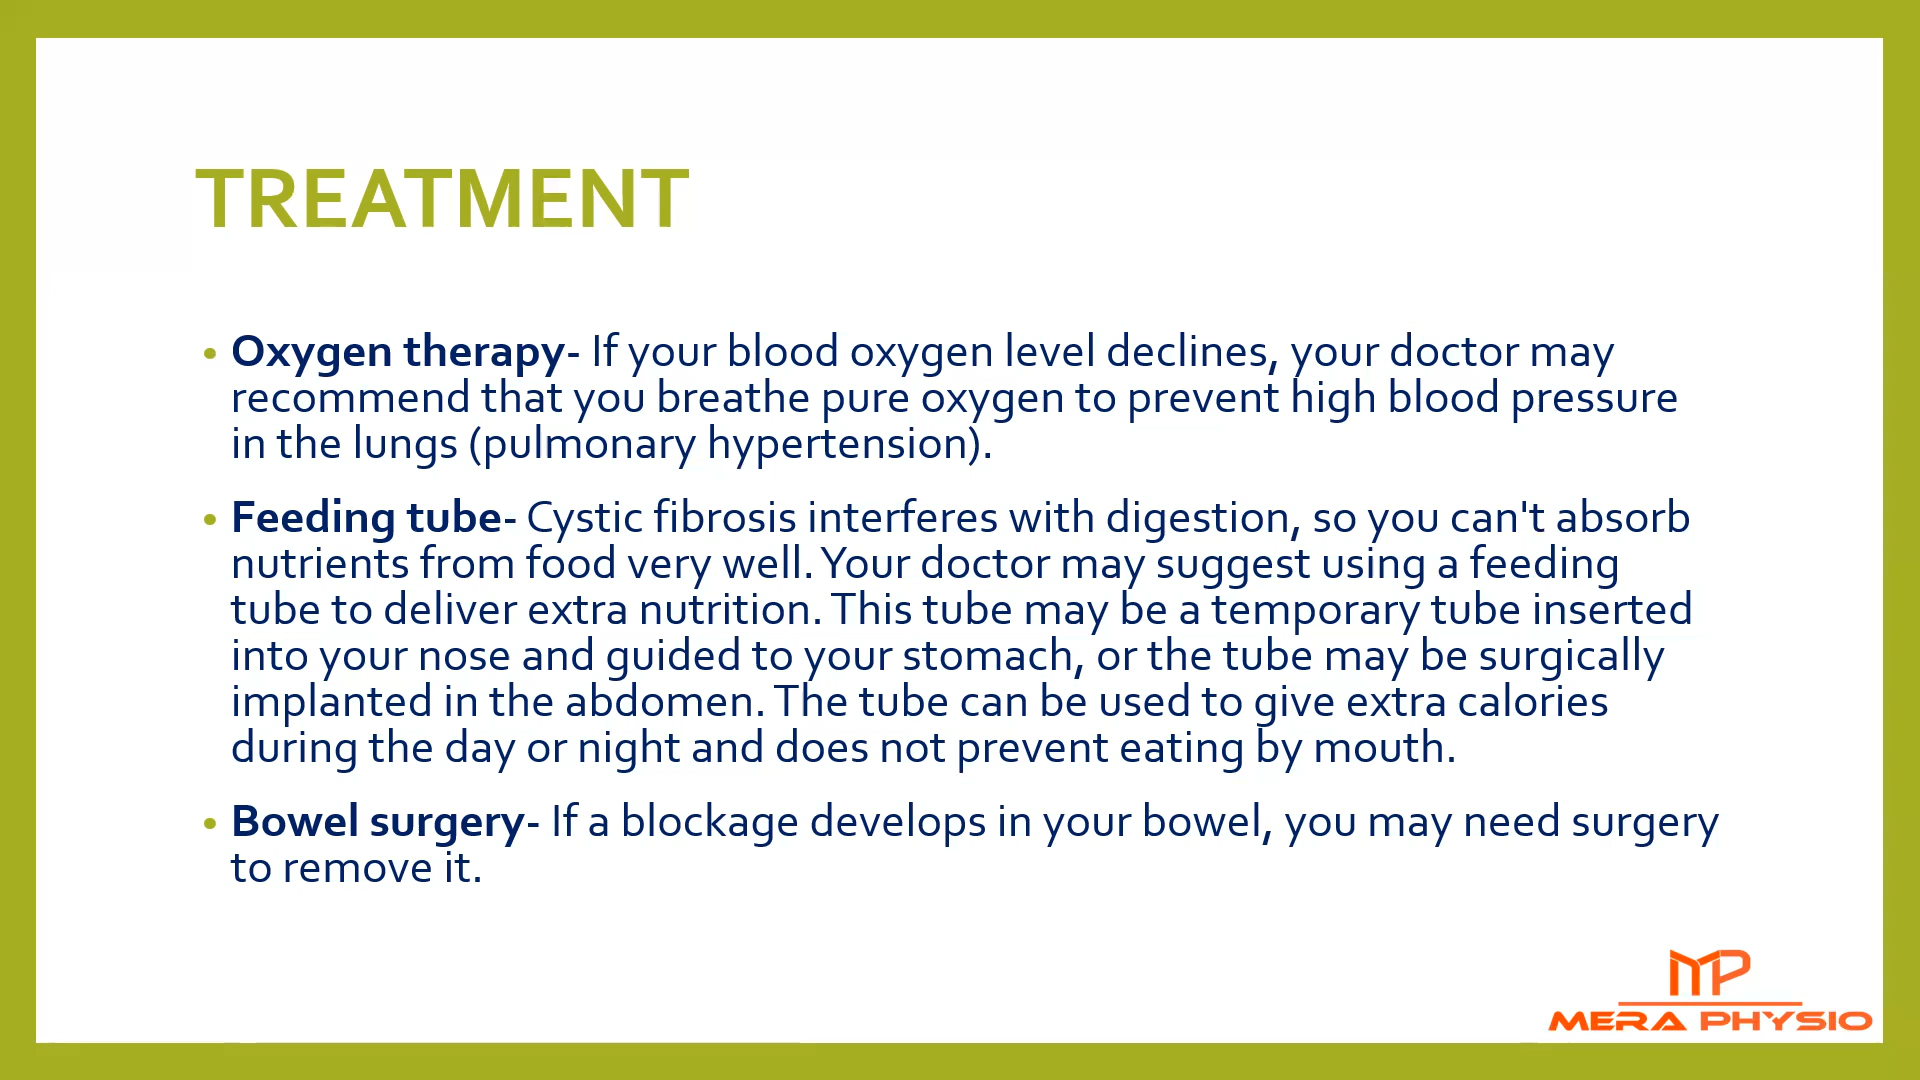 TREATMENT
• Oxygen therapy- If your blood oxygen level declines, your doctor may
recommend that you breathe pure oxygen to prevent high blood pressure
in the lungs (pulmonary hypertension).
• Feeding tube- Cystic fibrosis interferes with digestion, so you can't absorb
nutrients from food very well. Your doctor may suggest using a feeding
tube to deliver extra nutrition. This tube may be a temporary tube inserted
into your nose and guided to your stomach, or the tube may be surgically
implanted in the abdomen. The tube can be used to give extra calories
during the day or night and does not prevent eating by mouth.
• Bowel surgery- If a blockage develops in your bowel, you may need surgery
to remove it.
MP
MERA PHYSIO